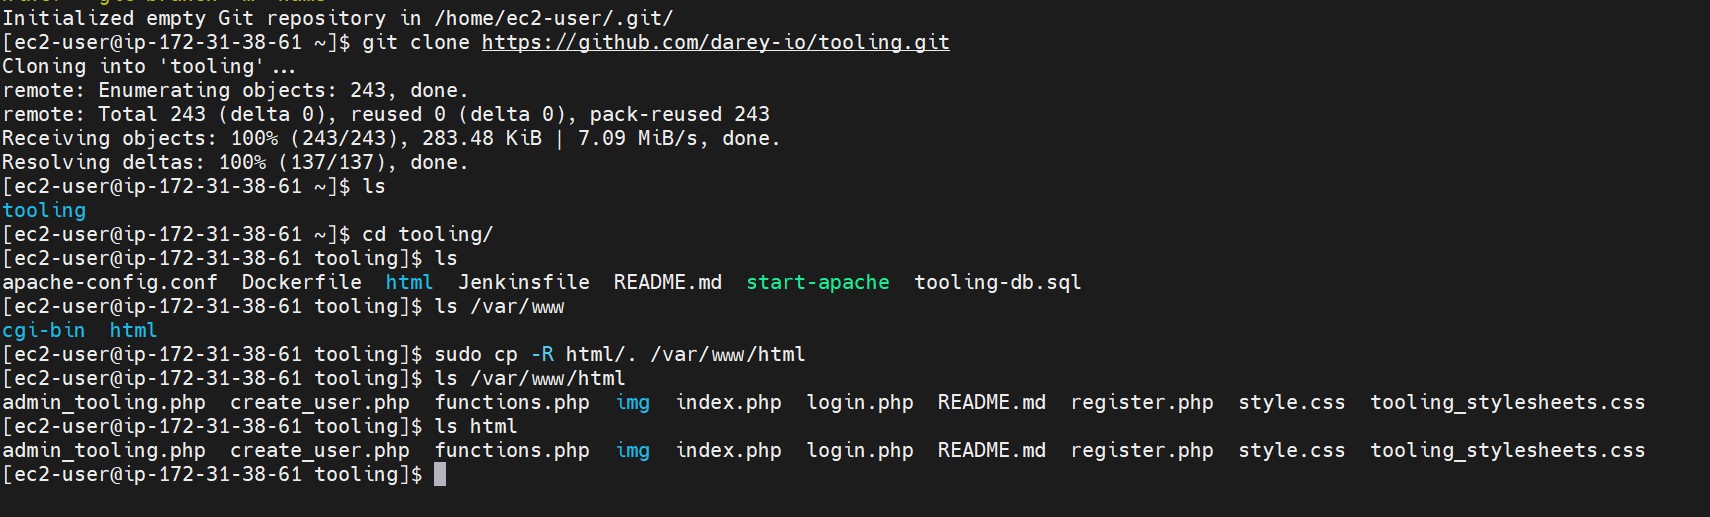 Initialized empty Git repository in /home/ec2-user/.git/
[ec2-user@ip-172-31-38-61 ~]$ git clone https://github.com/darey-io/tooling.git
Cloning into 'tooling'...
remote: Enumerating objects: 243, done.
remote: Total 243 (delta 0), reused 0 (delta 0), pack-reused 243
Receiving objects: 100% (243/243), 283.48 KiB | 7.09 MiB/s, done.
Resolving deltas: 100% (137/137), done.
[ec2-user@ip-172-31-38-61 ~]$ ls
tooling
[ec2-user@ip-172-31-38-61 ~]$ cd tooling/
[ec2-user@ip-172-31-38-61 tooling]$ ls
apache-config.conf  Dockerfile  html  Jenkinsfile  README.md  start-apache  tooling-db.sql
[ec2-user@ip-172-31-38-61 tooling]$ ls /var/www
cgi-bin  html
[ec2-user@ip-172-31-38-61 tooling]$ sudo cp -R html/. /var/www/html
[ec2-user@ip-172-31-38-61 tooling]$ ls /var/www/html
admin_tooling.php  create_user.php  functions.php  img  index.php  login.php  README.md  register.php  style.css  tooling_stylesheets.css
[ec2-user@ip-172-31-38-61 tooling]$ ls html
admin_tooling.php  create_user.php  functions.php  img  index.php  login.php  README.md  register.php  style.css  tooling_stylesheets.css
[ec2-user@ip-172-31-38-61 tooling]$